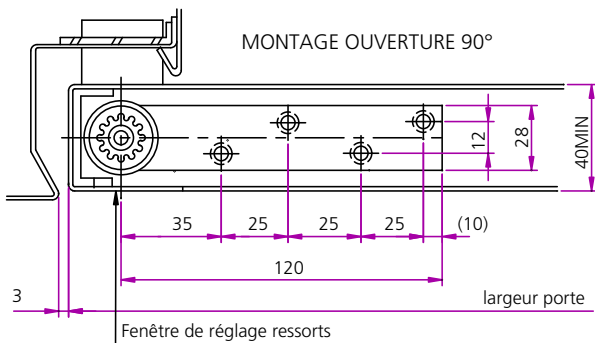 MONTAGE OUVERTURE 90°
12
28
40MIN
35
25
25
25
(10)
120
3
largeur porte
Fenêtre de réglage ressorts